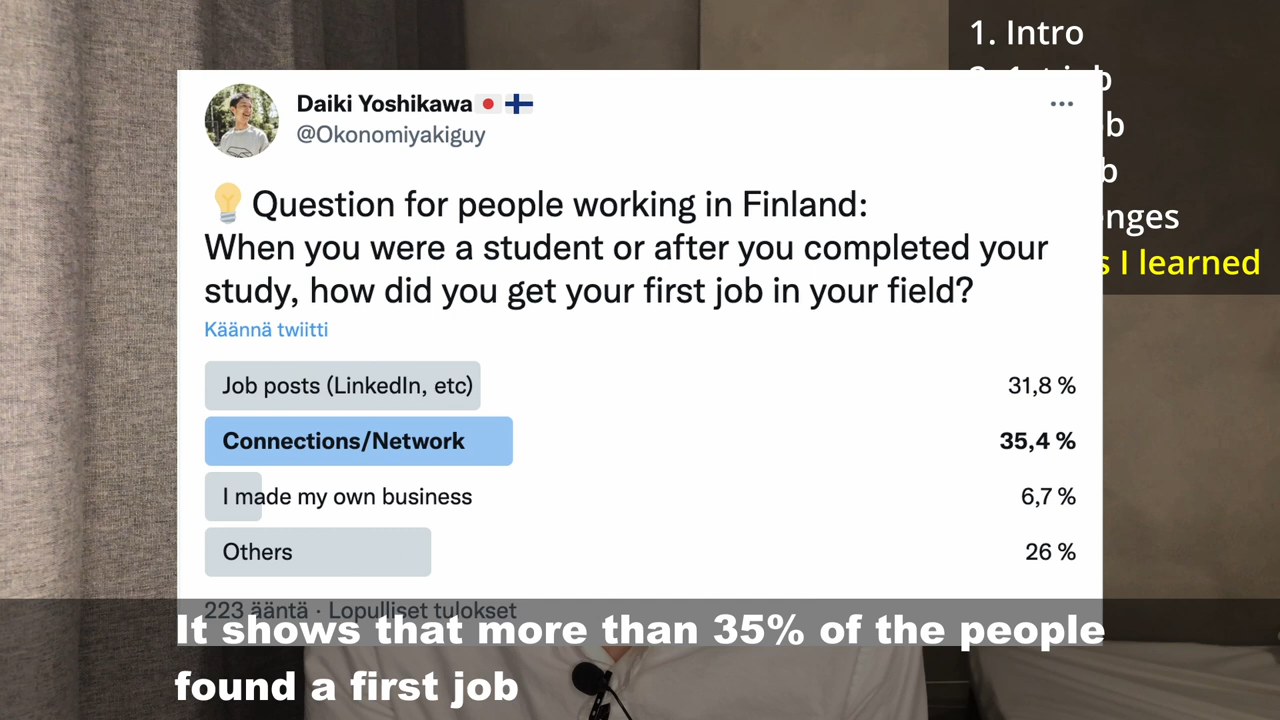 1. Intro
Daiki Yoshikawa
@Okonomiyakiguy
Question for people working in Finland:
When you were a student or after you completed your
study, how did you get your first job in your field?
Käännä twiitti
Job posts (LinkedIn, etc) 31,8 %
Connections/Network 35,4 %
I made my own business 6,7 %
Others 26 %
223 ääntä · Lopulliset tulokset
I learned
It shows that more than 35% of the people
found a first job